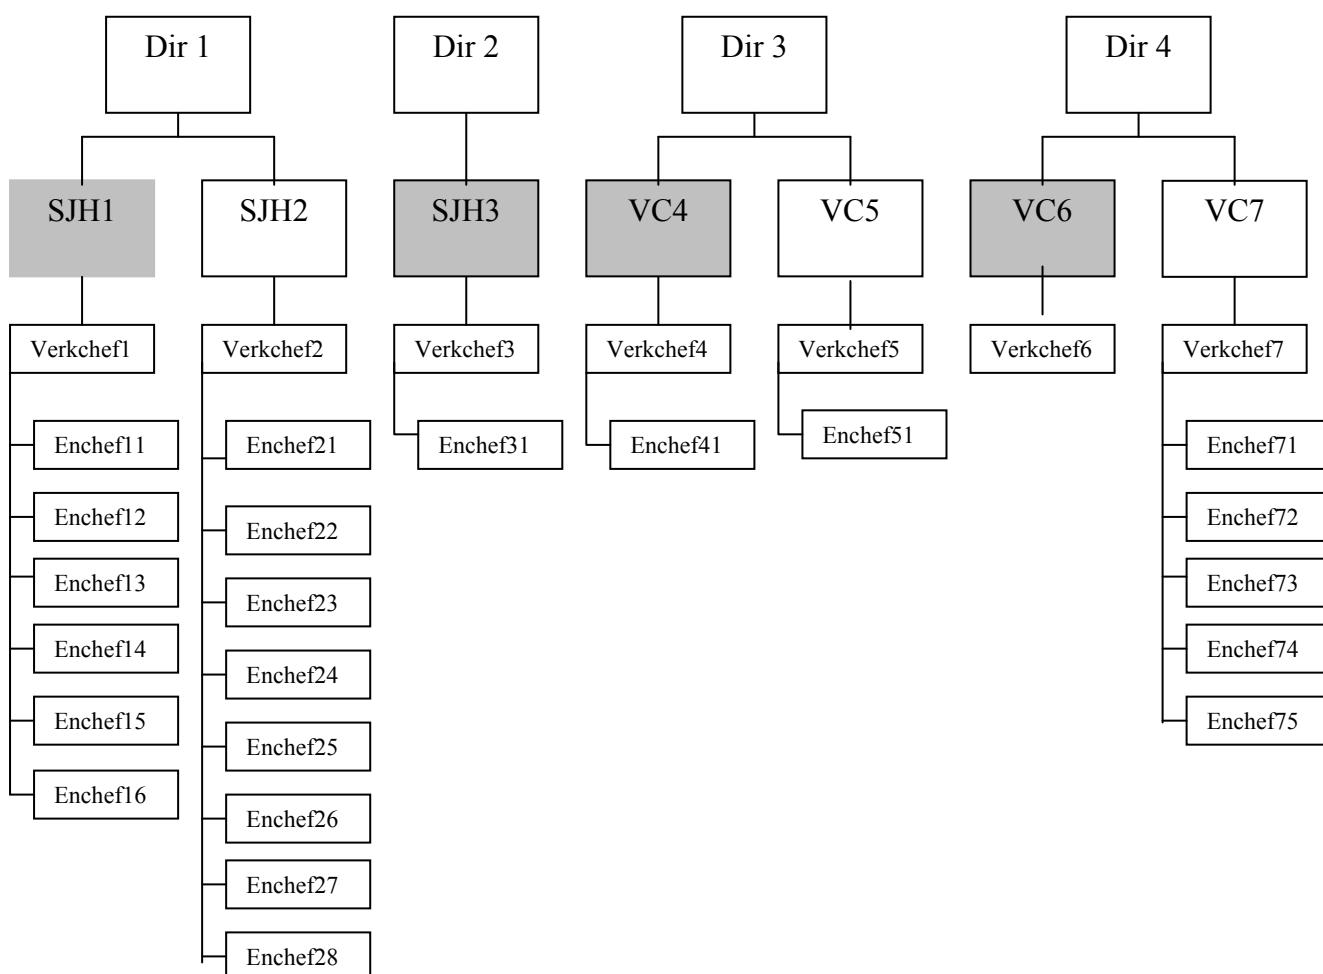 Dir 1
Dir 2
Dir 3
Dir 4
SJH1
SJH2
SJH3
VC4
VC5
VC6
VC7
Verkchef1
Verkchef2
Verkchef3
Verkchef4
Verkchef5
Verkchef6
Verkchef7
Enchef11
Enchef12
Enchef13
Enchef14
Enchef15
Enchef16
Enchef21
Enchef22
Enchef23
Enchef24
Enchef25
Enchef26
Enchef27
Enchef28
Enchef31
Enchef41
Enchef51
Enchef71
Enchef72
Enchef73
Enchef74
Enchef75